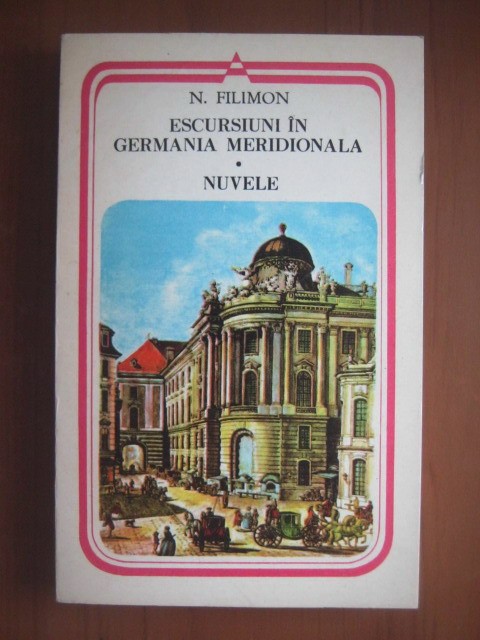 N. FILIMON
ESCURSIUNI ÎN
GERMANIA MERIDIONALA
•
NUVELE